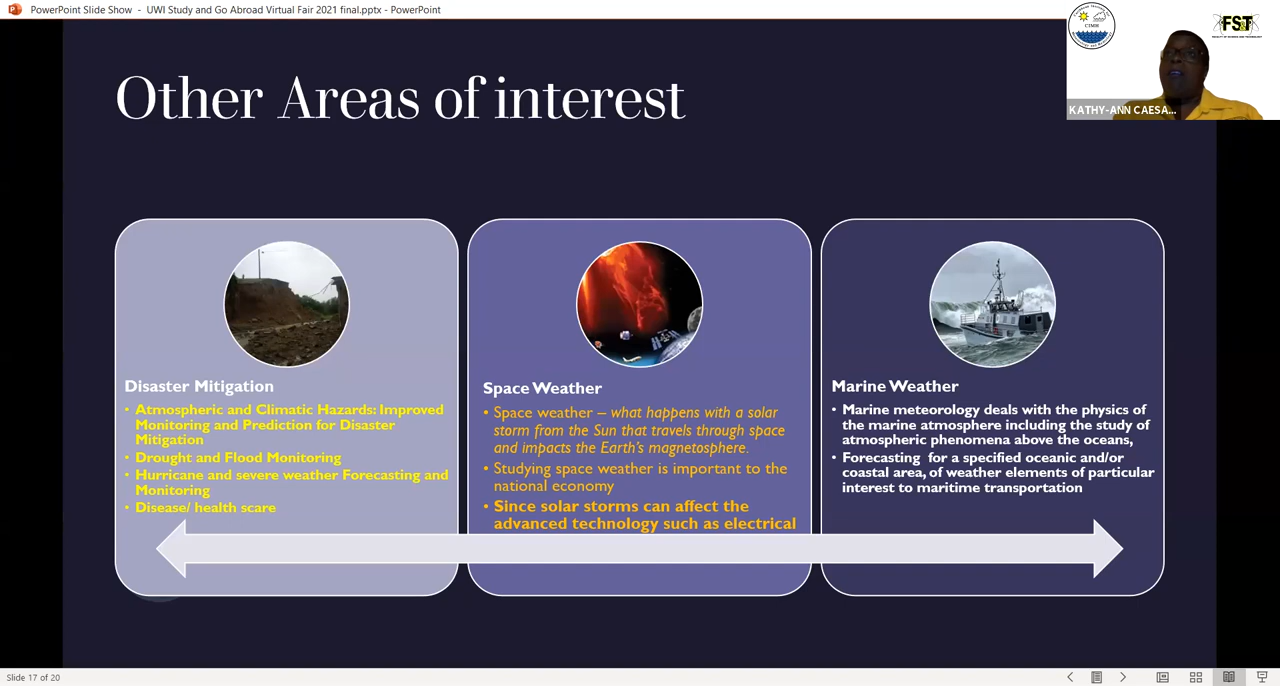 PowerPoint Slide Show - UWI Study and Go Abroad Virtual Fair 2021 final.pptx - PowerPoint
CIMH
FST
KATHY-ANN CAESA...
Other Areas of interest
Disaster Mitigation
• Atmospheric and Climatic Hazards: Improved
Monitoring and Prediction for Disaster
Mitigation
• Drought and Flood Monitoring
• Hurricane and severe weather Forecasting and
Monitoring
• Disease/ health scare
Space Weather
• Space weather – what happens with a solar
storm from the Sun that travels through space
and impacts the Earth's magnetosphere.
• Studying space weather is important to the
national economy
• Since solar storms can affect the
advanced technology such as electrical
Marine Weather
• Marine meteorology deals with the physics of
the marine atmosphere including the study of
atmospheric phenomena above the oceans,
• Forecasting for a specified oceanic and/or
coastal area, of weather elements of particular
interest to maritime transportation
Slide 17 of 20